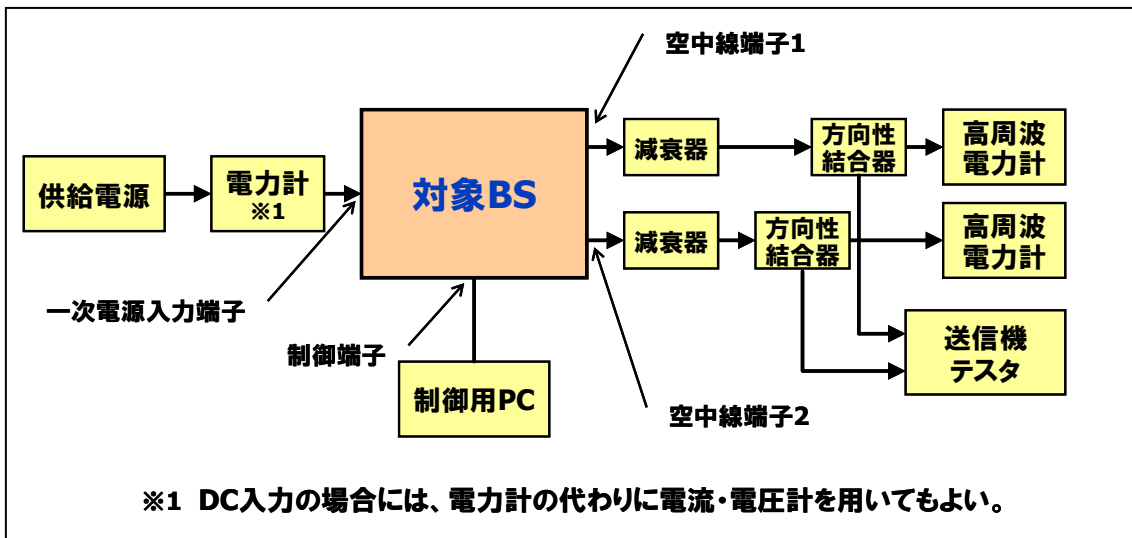 空中線端子1
供給電源
電力計
※1
対象BS
減衰器
方向性
結合器
高周波
電力計
減衰器
方向性
結合器
高周波
電力計
一次電源入力端子
制御端子
制御用PC
送信機
テスタ
空中線端子2
※1 DC入力の場合には、電力計の代わりに電流・電圧計を用いてもよい。